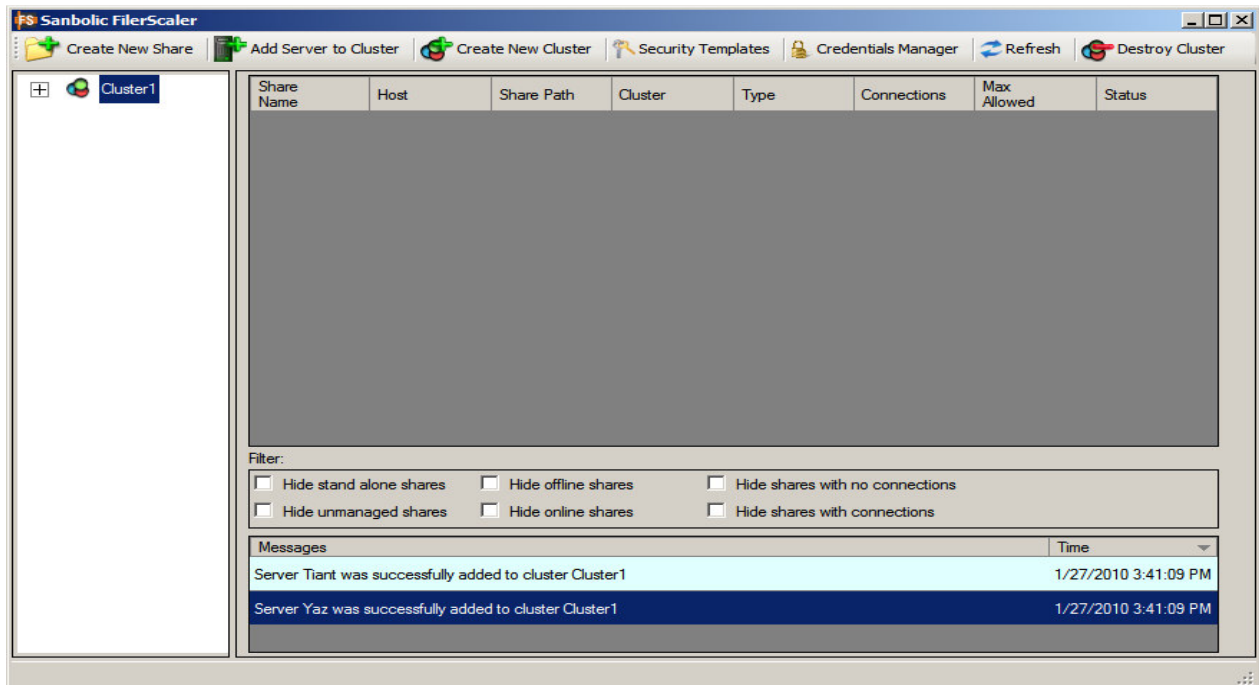 FS Sanbolic FilerScaler
Create New Share Add Server to Cluster Create New Cluster Security Templates Credentials Manager Refresh Destroy Cluster
Cluster1
Share Name Host Share Path Cluster Type Connections Max Allowed Status
Filter:
Hide stand alone shares Hide offline shares Hide shares with no connections
Hide unmanaged shares Hide online shares Hide shares with connections
Messages Time
Server Tiant was successfully added to cluster Cluster1 1/27/2010 3:41:09 PM
Server Yaz was successfully added to cluster Cluster1 1/27/2010 3:41:09 PM